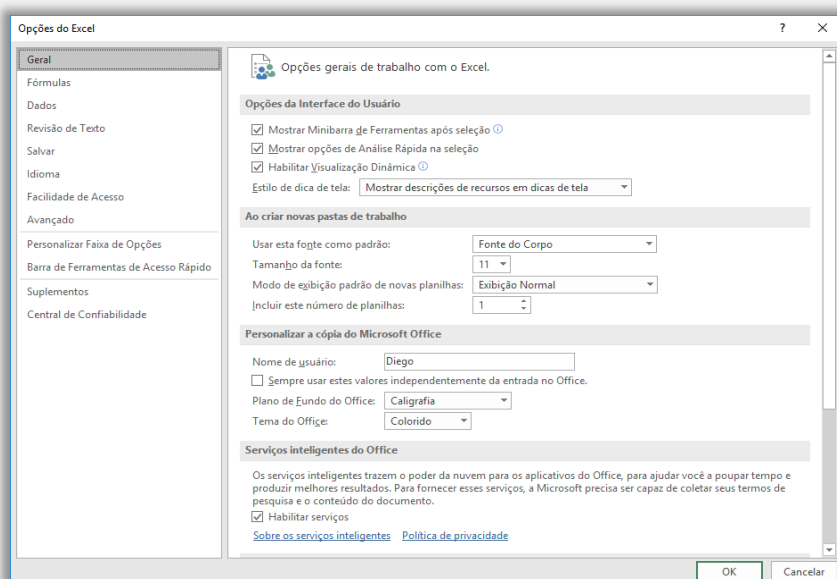 Opções do Excel
Geral
Fórmulas
Dados
Revisão de Texto
Salvar
Idioma
Facilidade de Acesso
Avançado
Personalizar Faixa de Opções
Barra de Ferramentas de Acesso Rápido
Suplementos
Central de Confiabilidade
Opções gerais de trabalho com o Excel.
Opções da Interface do Usuário
Mostrar Minibarra de Ferramentas após seleção
Mostrar opções de Análise Rápida na seleção
Habilitar Visualização Dinâmica
Estilo de dica de tela: Mostrar descrições de recursos em dicas de tela
Ao criar novas pastas de trabalho
Usar esta fonte como padrão: Fonte do Corpo
Tamanho da fonte: 11
Modo de exibição padrão de novas planilhas: Exibição Normal
Incluir este número de planilhas: 1
Personalizar a cópia do Microsoft Office
Nome de usuário: Diego
Sempre usar estes valores independentemente da entrada no Office.
Plano de Fundo do Office: Caligrafia
Tema do Office: Colorido
Serviços inteligentes do Office
Os serviços inteligentes trazem o poder da nuvem para os aplicativos do Office, para ajudar você a poupar tempo e
produzir melhores resultados. Para fornecer esses serviços, a Microsoft precisa ser capaz de coletar seus termos de
pesquisa e o conteúdo do documento.
Habilitar serviços
Sobre os serviços inteligentes Política de privacidade
OK Cancelar